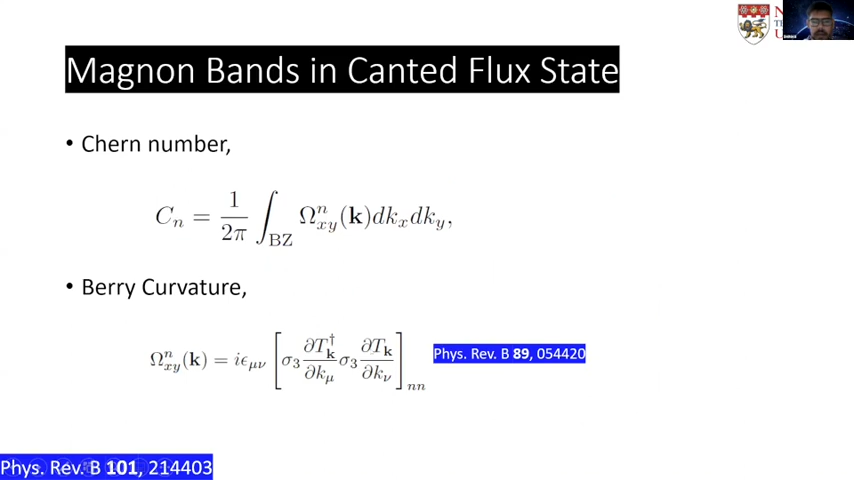 Magnon Bands in Canted Flux State
• Chern number,
C_n = \frac{1}{2\pi} \int_{BZ} \Omega^n_{xy}(\mathbf{k}) dk_x dk_y,
• Berry Curvature,
\Omega^n_{xy}(\mathbf{k}) = i\epsilon_{\mu\nu} \left[ \sigma_3 \frac{\partial T^\dagger_{\mathbf{k}}}{\partial k_\mu} \sigma_3 \frac{\partial T_{\mathbf{k}}}{\partial k_\nu} \right]_{nn}
Phys. Rev. B 89, 054420
Phys. Rev. B 101, 214403